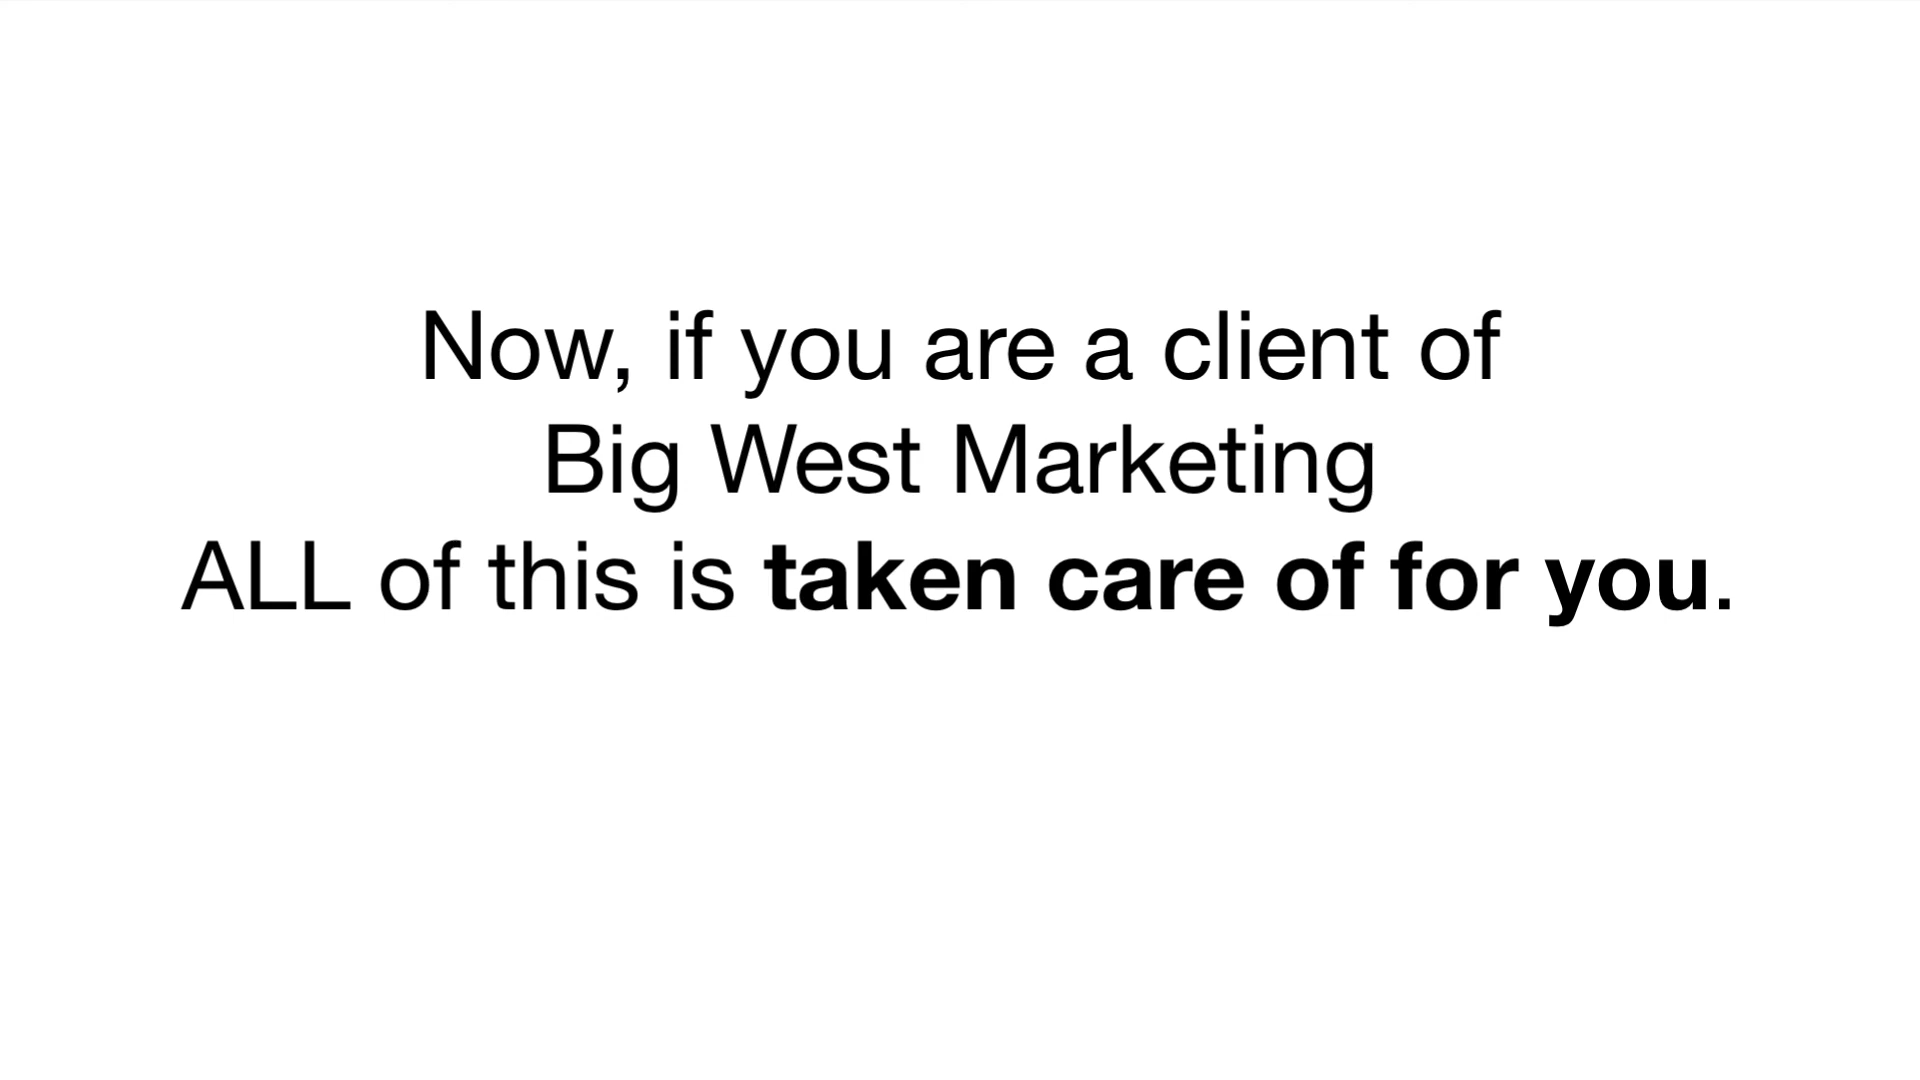 Now, if you are a client of
Big West Marketing
ALL of this is taken care of for you.